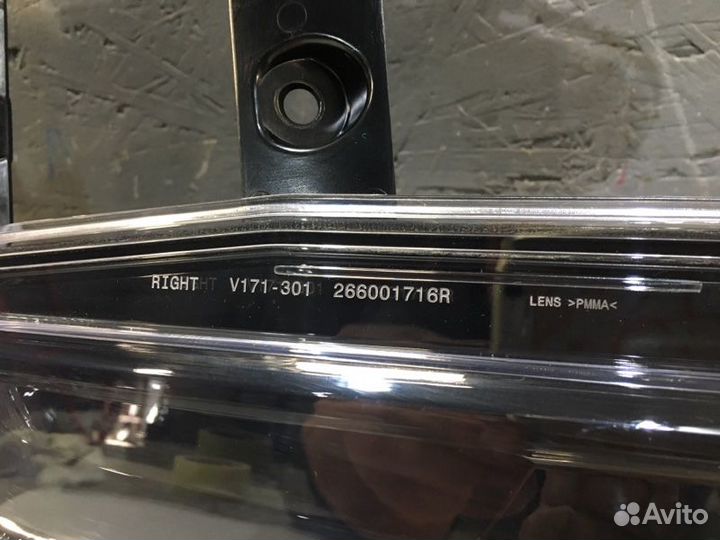 RIGHT V171-301 266001716R
LENS >PMMA<
Avito